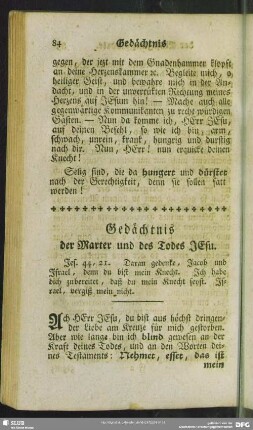 84 Gedächtnis
gegen, der jezt mit dem Gnadenhammer klopft
an deine Herzenskammer ꝛc. Begleite mich, o
heiliger Geist, und bewahre mich in der An-
dacht, und in der unverrükten Richtung meines
Herzens auf JEsum hin! — Mache auch alle
gegenwärtige Kommunikanten zu recht würdigen
Gästen. — Nun da komme ich, HErr JEsu,
auf deinen Befehl, so wie ich bin, arm,
schwach, unrein, krank, hungrig und durstig
nach dir. Nun, HErr! nun erquicke deinen
Knecht!
Selig sind, die da hungert und dürstet
nach der Gerechtigkeit, denn sie sollen satt
werden!
Gedächtnis
der Marter und des Todes JEsu.
Jes. 44. 21. Daran gedenke, Jacob und
Israel, denn du bist mein Knecht. Ich habe
dich zubereitet, daß du mein Knecht seyst. Is-
rael, vergiß mein nicht.
Ach HErr JEsu, du bist aus höchst dringen-
der Liebe am Kreuze für mich gestorben.
Aber wie lange bin ich blind gewesen an der
Kraft deines Todes, und an den Worten dei-
nes Testaments: Nehmet, esset, das ist
mein
SLUB
DFG